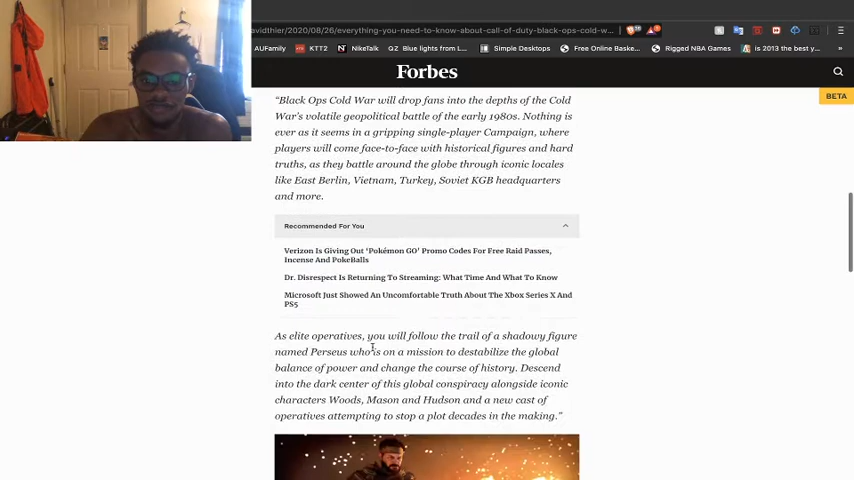 avidthier/2020/08/26/everything-you-need-to-know-about-call-of-duty-black-ops-cold-w...
AUFamily
KTT2
NikeTalk
QZ Blue lights from L...
Simple Desktops
Free Online Baske...
Rigged NBA Games
is 2013 the best y...
»
Forbes
BETA
“Black Ops Cold War will drop fans into the depths of the Cold
War’s volatile geopolitical battle of the early 1980s. Nothing is
ever as it seems in a gripping single-player Campaign, where
players will come face-to-face with historical figures and hard
truths, as they battle around the globe through iconic locales
like East Berlin, Vietnam, Turkey, Soviet KGB headquarters
and more.
Recommended For You
Verizon Is Giving Out ‘Pokémon GO’ Promo Codes For Free Raid Passes,
Incense And PokeBalls
Dr. Disrespect Is Returning To Streaming: What Time And What To Know
Microsoft Just Showed An Uncomfortable Truth About The Xbox Series X And
PS5
As elite operatives, you will follow the trail of a shadowy figure
named Perseus who is on a mission to destabilize the global
balance of power and change the course of history. Descend
into the dark center of this global conspiracy alongside iconic
characters Woods, Mason and Hudson and a new cast of
operatives attempting to stop a plot decades in the making.”